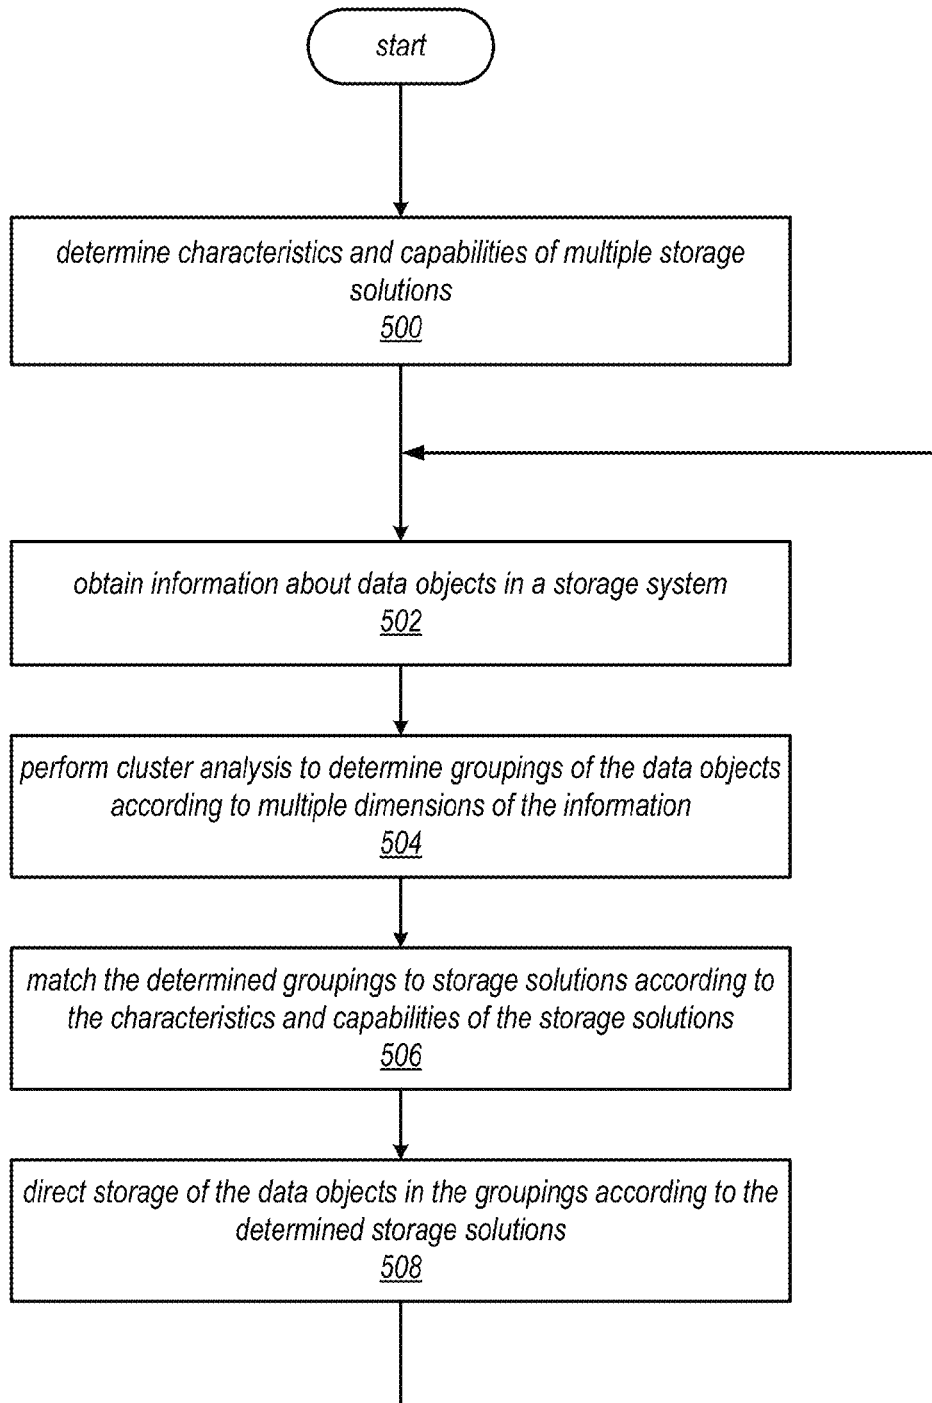 start
determine characteristics and capabilities of multiple storage
solutions
500
obtain information about data objects in a storage system
502
perform cluster analysis to determine groupings of the data objects
according to multiple dimensions of the information
504
match the determined groupings to storage solutions according to
the characteristics and capabilities of the storage solutions
506
direct storage of the data objects in the groupings according to the
determined storage solutions
508